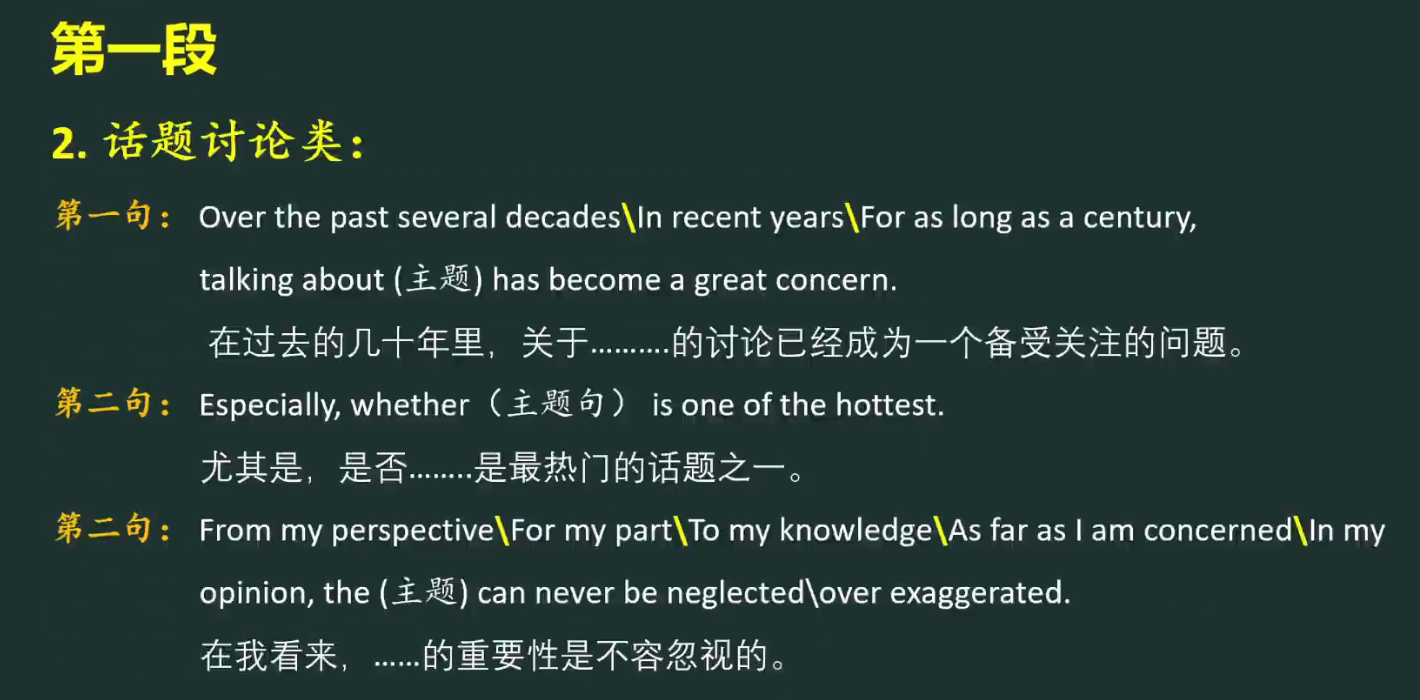 第一段
2. 话题讨论类：
第一句： Over the past several decades\In recent years\For as long as a century,
talking about (主题) has become a great concern.
在过去的几十年里，关于……….的讨论已经成为一个备受关注的问题。
第二句： Especially, whether（主题句） is one of the hottest.
尤其是，是否……..是最热门的话题之一。
第二句： From my perspective\For my part\To my knowledge\As far as I am concerned\In my
opinion, the (主题) can never be neglected\over exaggerated.
在我看来，……的重要性是不容忽视的。